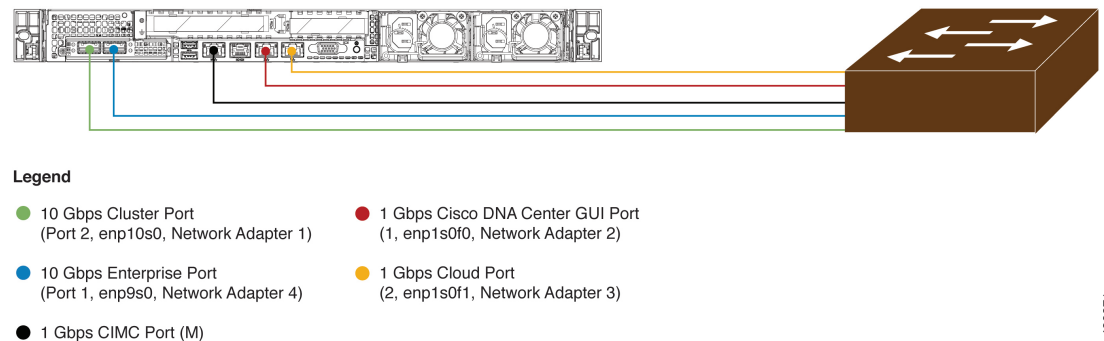 Legend
10 Gbps Cluster Port
(Port 2, enp10s0, Network Adapter 1)
10 Gbps Enterprise Port
(Port 1, enp9s0, Network Adapter 4)
1 Gbps CIMC Port (M)
1 Gbps Cisco DNA Center GUI Port
(1, enp1s0f0, Network Adapter 2)
1 Gbps Cloud Port
(2, enp1s0f1, Network Adapter 3)